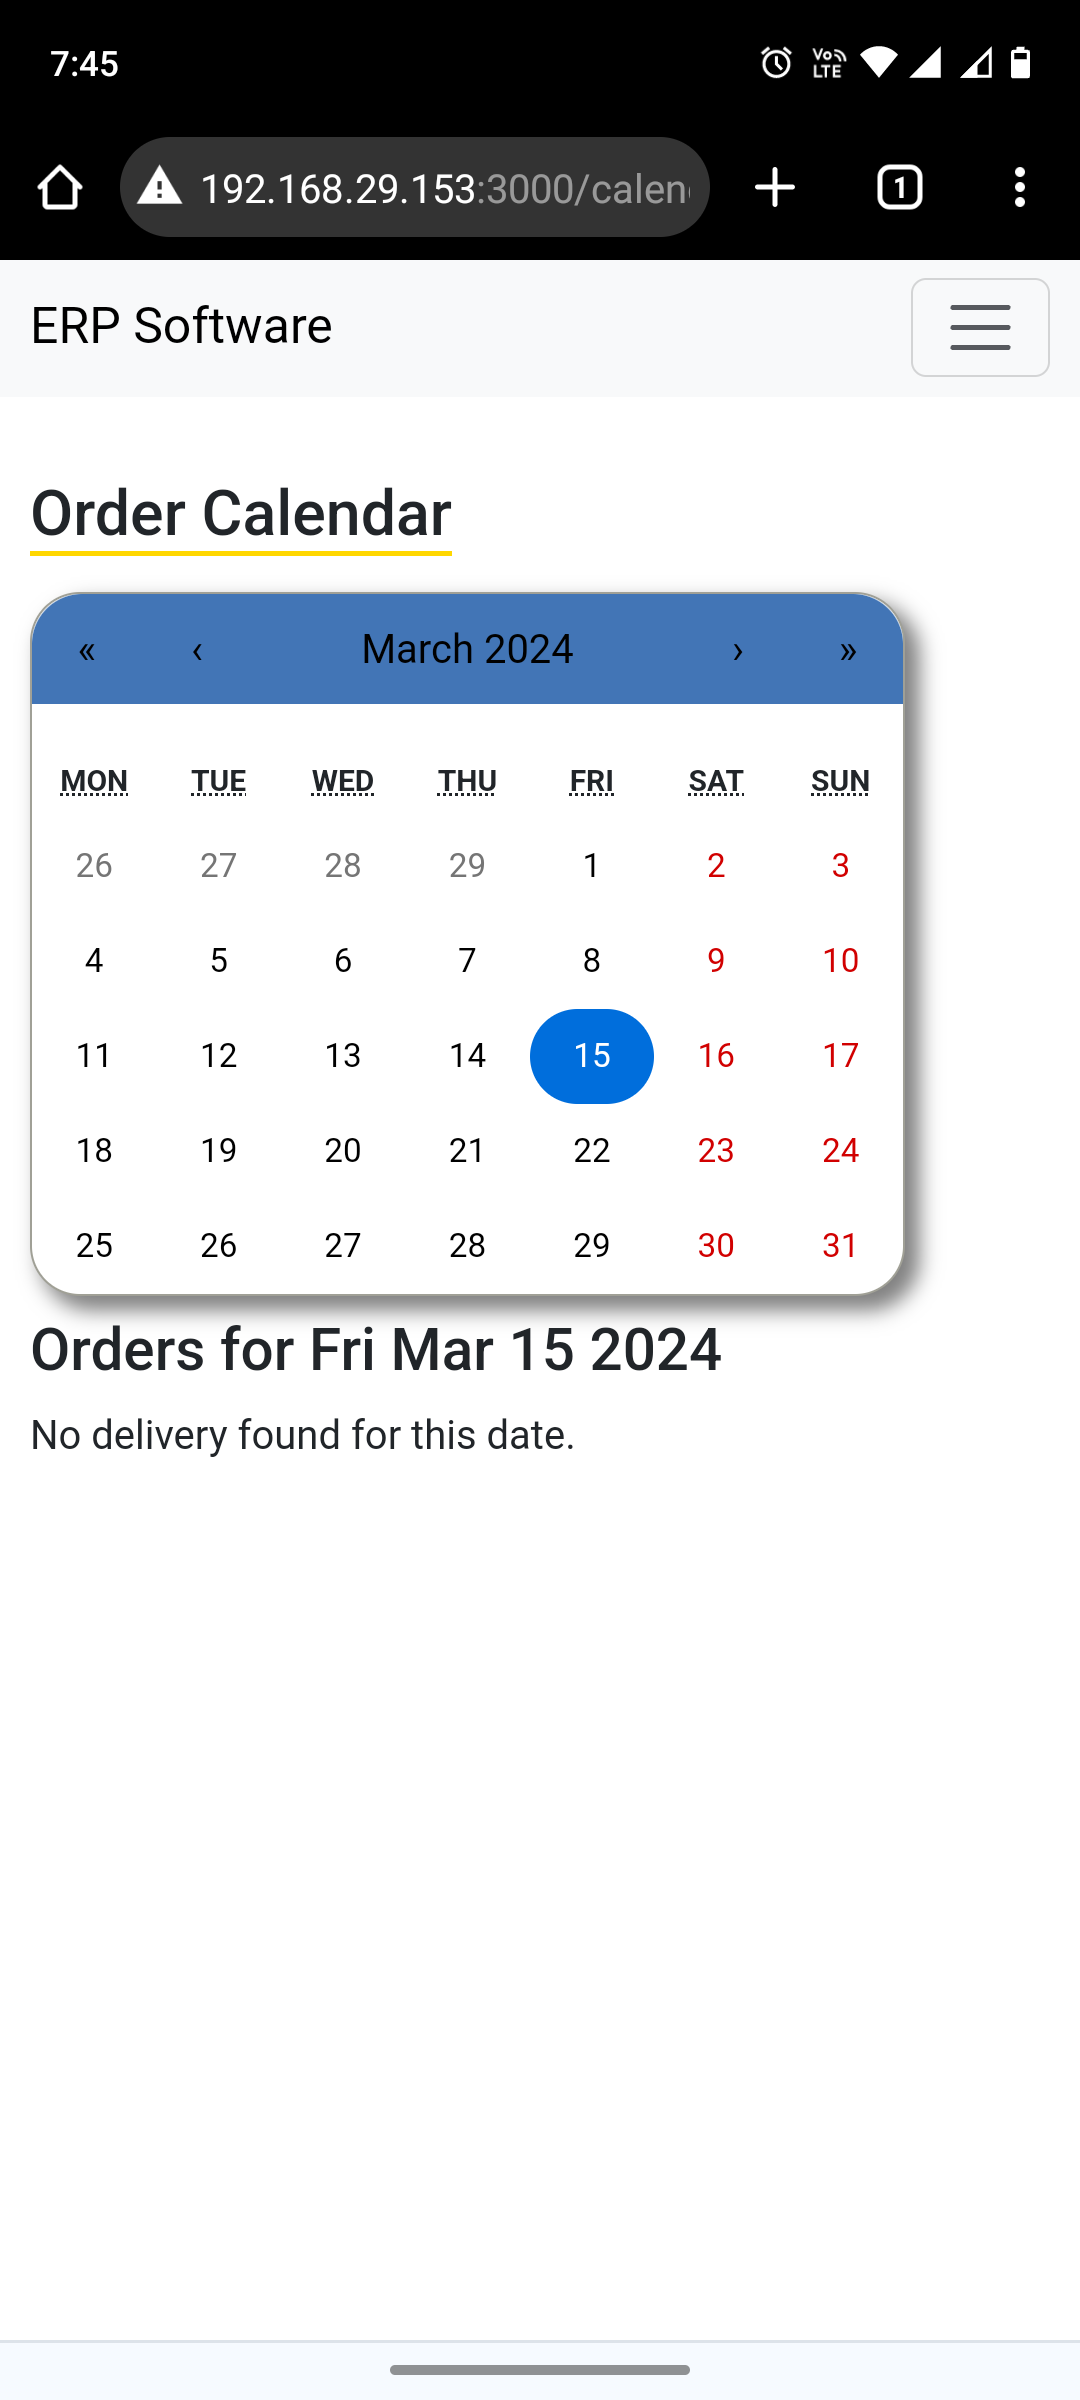 7:45
Vo LTE
192.168.29.153:3000/calen
1
ERP Software
Order Calendar
« ‹ March 2024 › »
MON TUE WED THU FRI SAT SUN
26 27 28 29 1 2 3
4 5 6 7 8 9 10
11 12 13 14 15 16 17
18 19 20 21 22 23 24
25 26 27 28 29 30 31
Orders for Fri Mar 15 2024
No delivery found for this date.